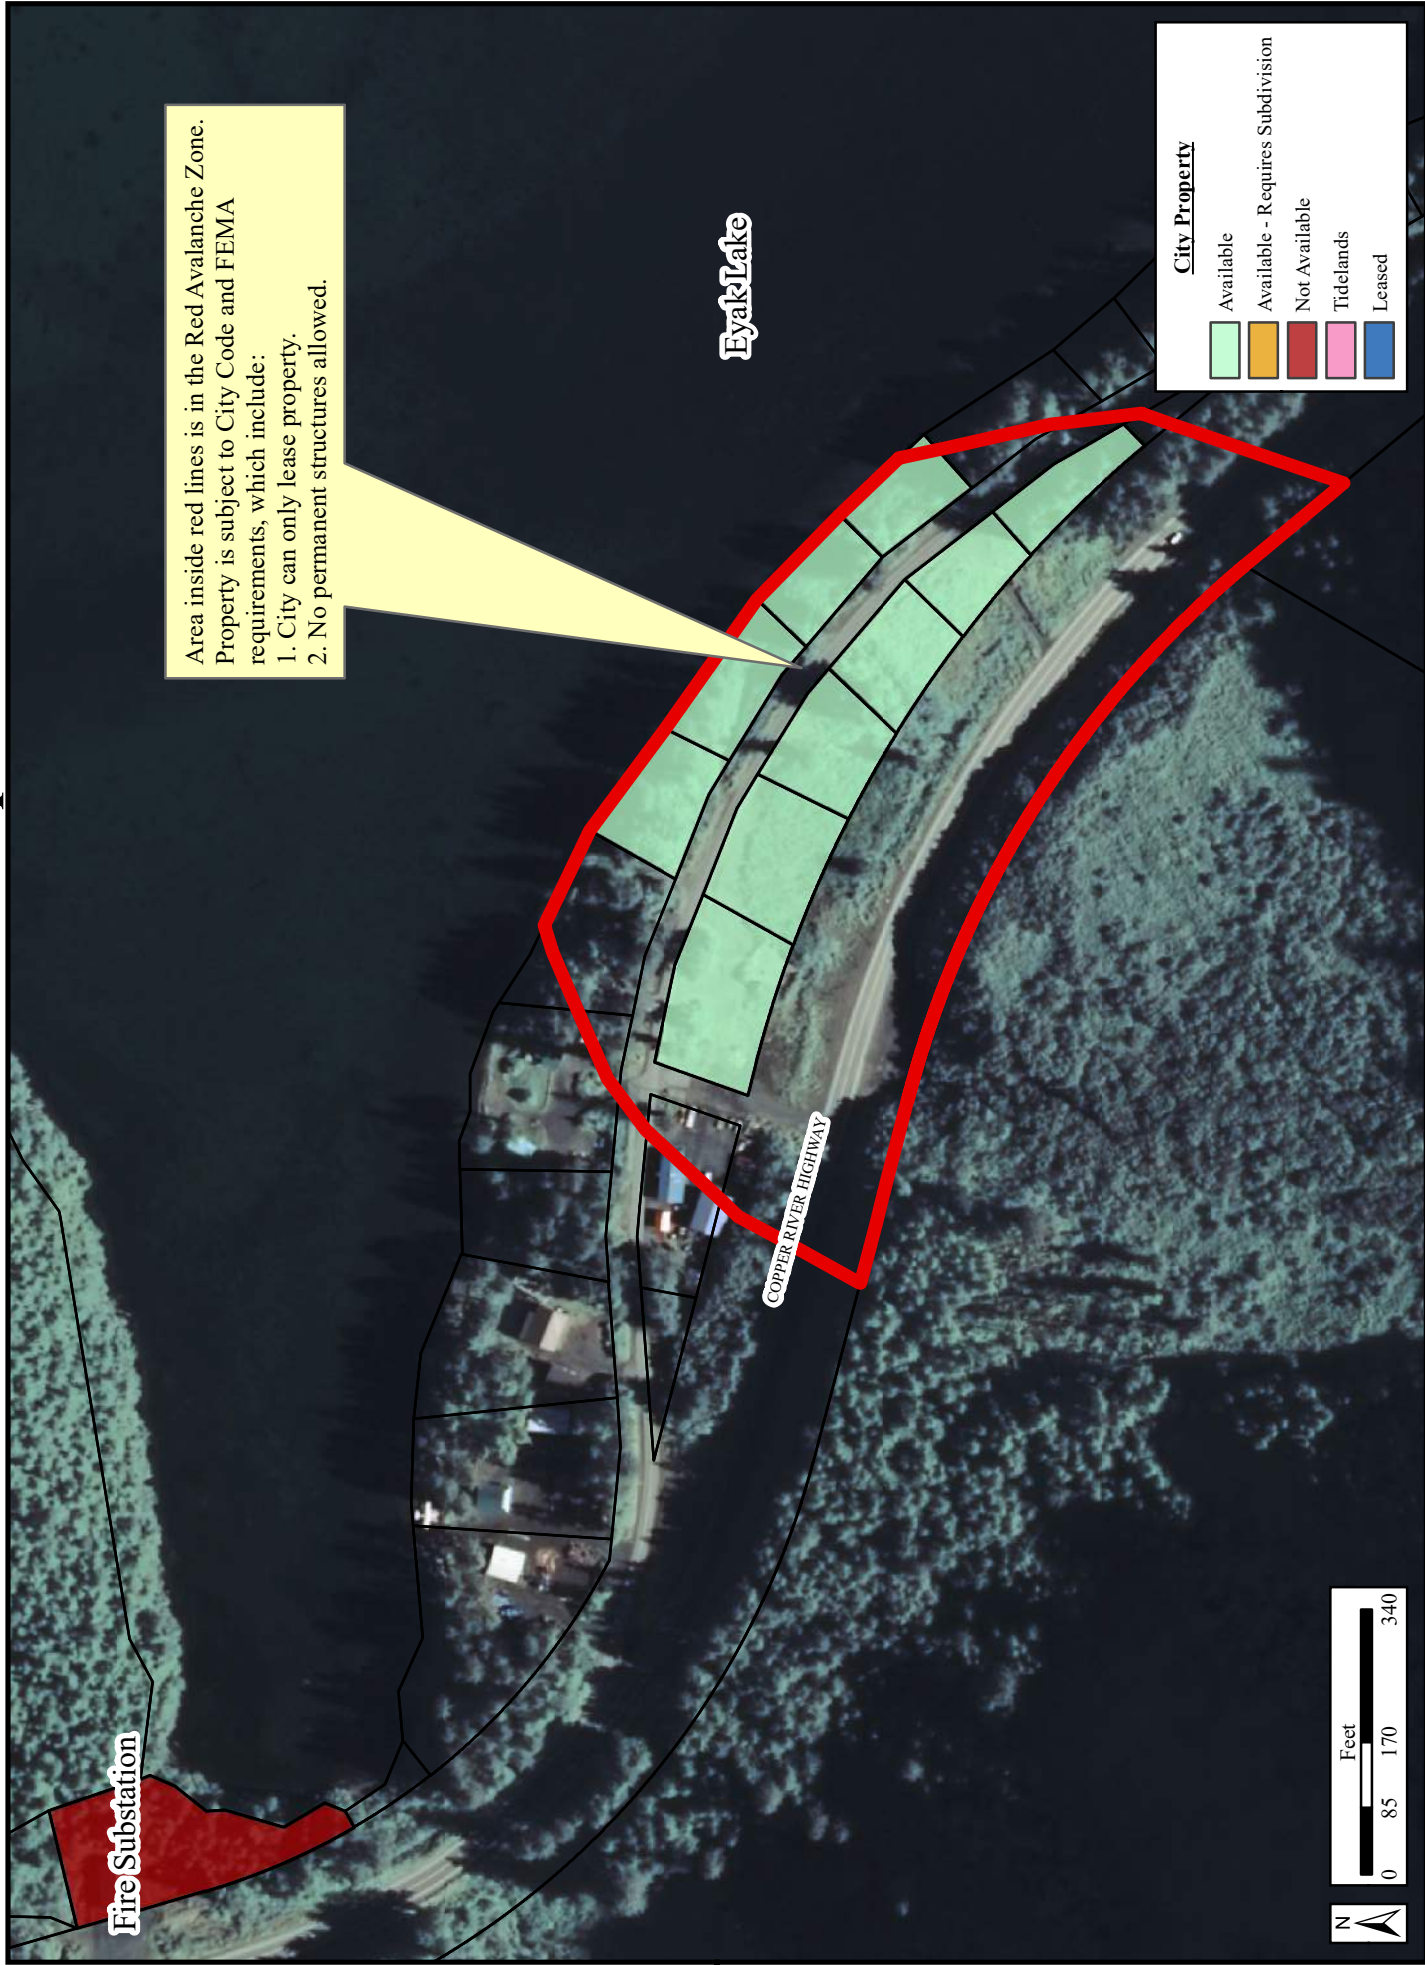 Area inside red lines is in the Red Avalanche Zone.
Property is subject to City Code and FEMA
requirements, which include:
1. City can only lease property.
2. No permanent structures allowed.
Eyak Lake
COPPER RIVER HIGHWAY
Fire Substation
City Property
Available
Available - Requires Subdivision
Not Available
Tidelands
Leased
N
Feet
0 85 170 340